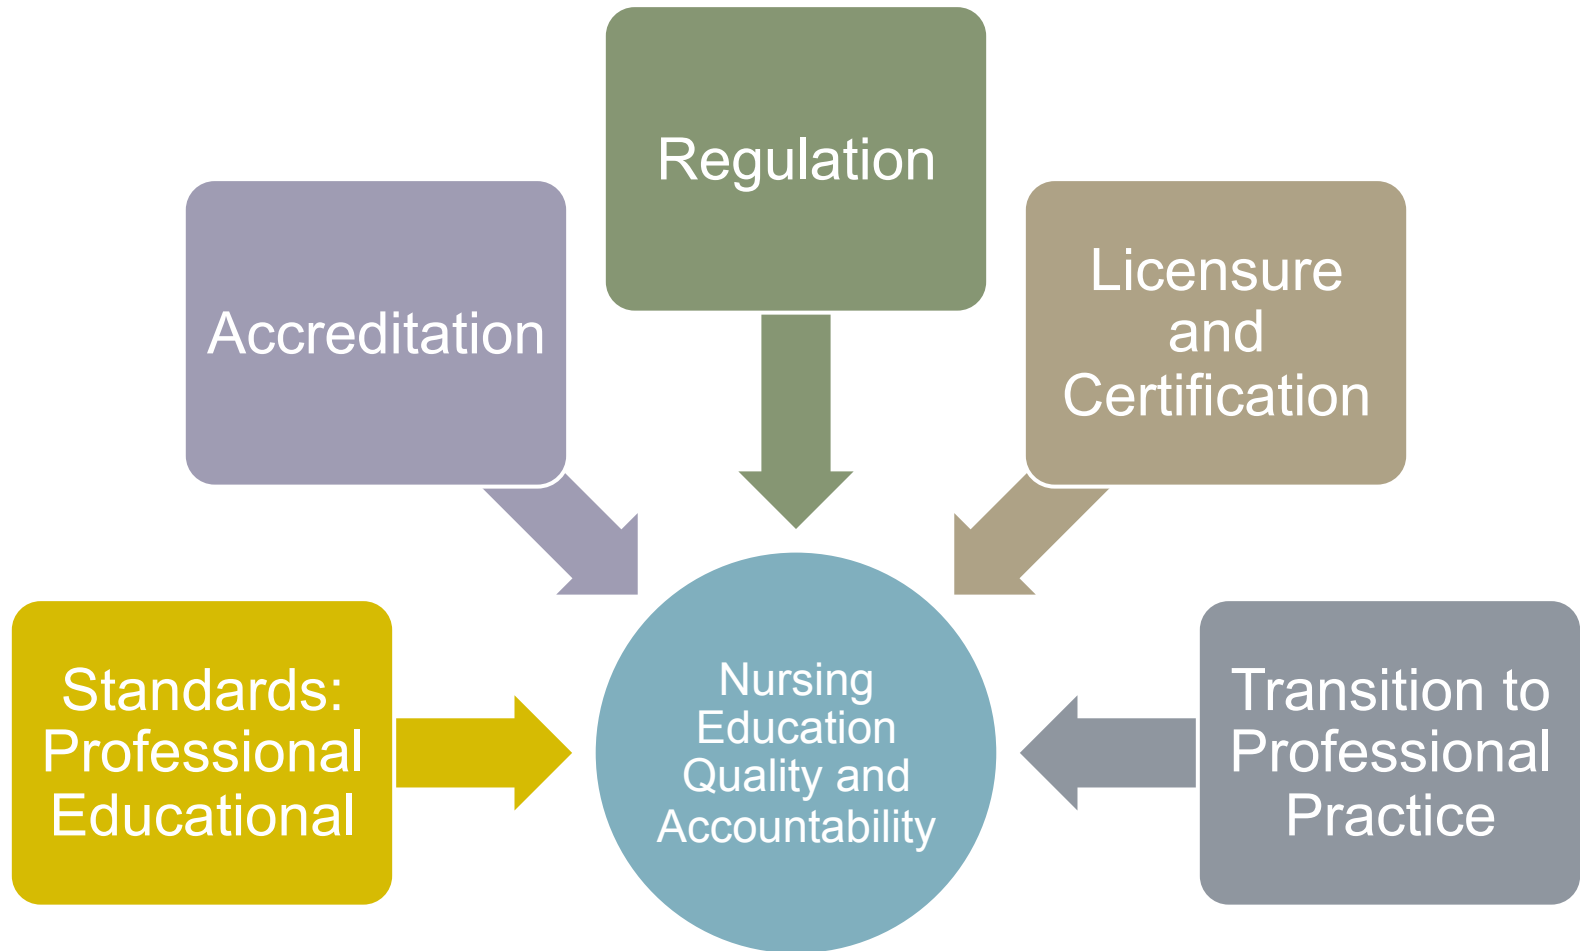 Regulation
Accreditation
Licensure
and
Certification
Standards:
Professional
Educational
Nursing
Education
Quality and
Accountability
Transition to
Professional
Practice